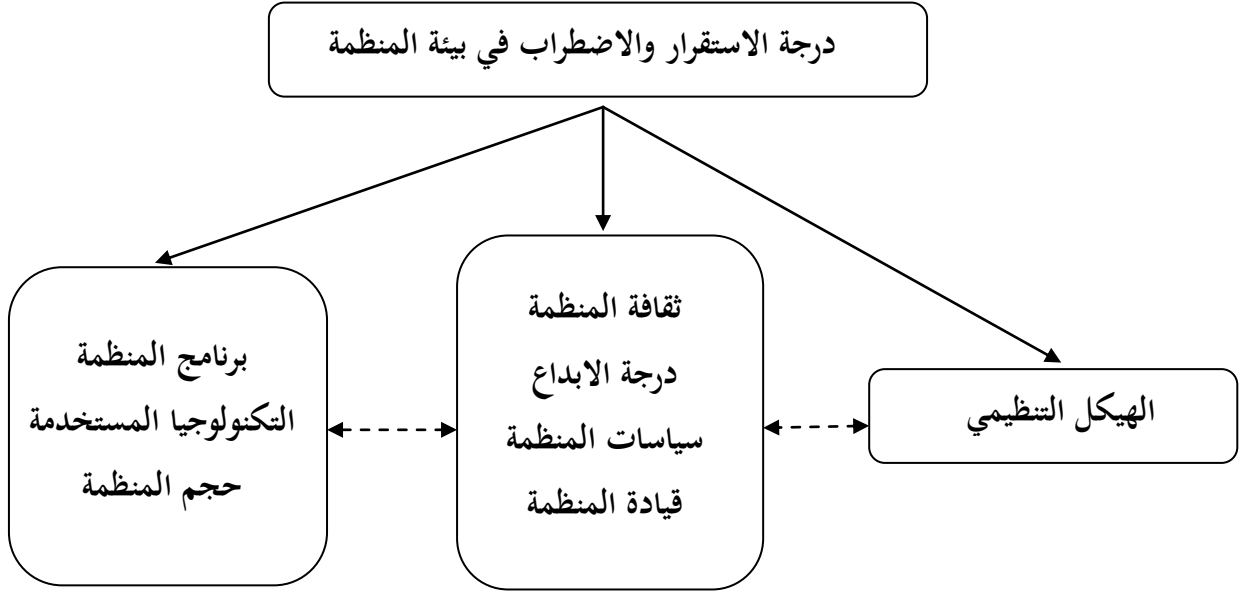 درجة الاستقرار والاضطراب في بيئة المنظمة
الهيكل التنظيمي
ثقافة المنظمة
درجة الابداع
سياسات المنظمة
قيادة المنظمة
برنامج المنظمة
التكنولوجيا المستخدمة
حجم المنظمة